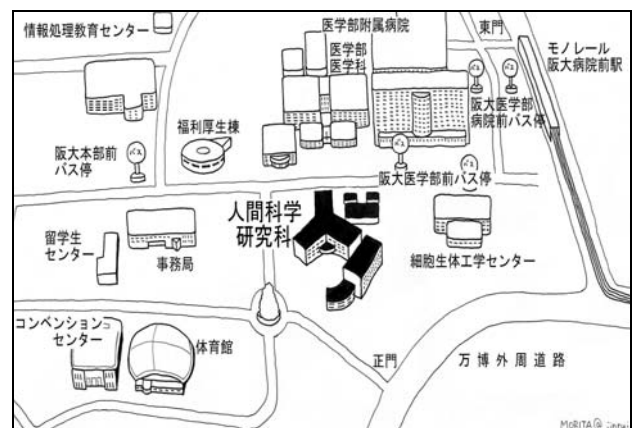 情報処理教育センター
医学部附属病院
東門
モノレール
阪大病院前駅
医学部
医学科
阪大医学部
病院前バス停
福利厚生棟
阪大本部前
バス停
阪大医学部前バス停
人間科学
研究科
留学生
センター
事務局
細胞生体工学センター
コンベンション
センター
体育館
正門
万博外周道路
MORITA@